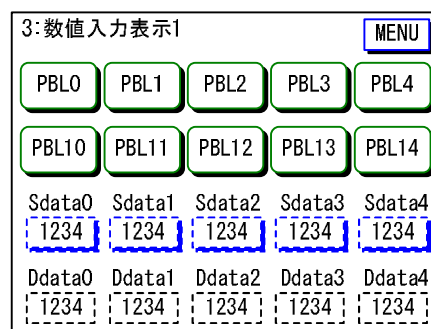 3:数値入力表示1 MENU
PBL0 PBL1 PBL2 PBL3 PBL4
PBL10 PBL11 PBL12 PBL13 PBL14
Sdata0 Sdata1 Sdata2 Sdata3 Sdata4
1234 1234 1234 1234 1234
Ddata0 Ddata1 Ddata2 Ddata3 Ddata4
1234 1234 1234 1234 1234